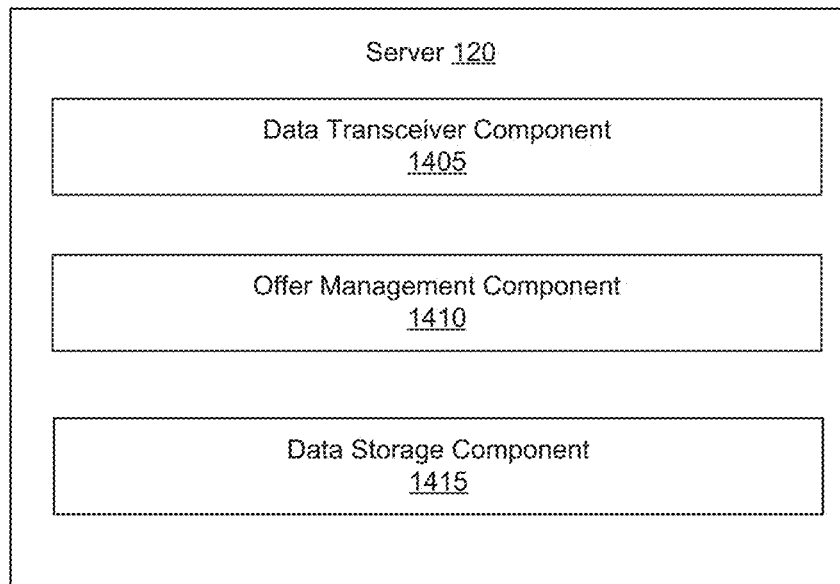 Server 120
Data Transceiver Component
1405
Offer Management Component
1410
Data Storage Component
1415